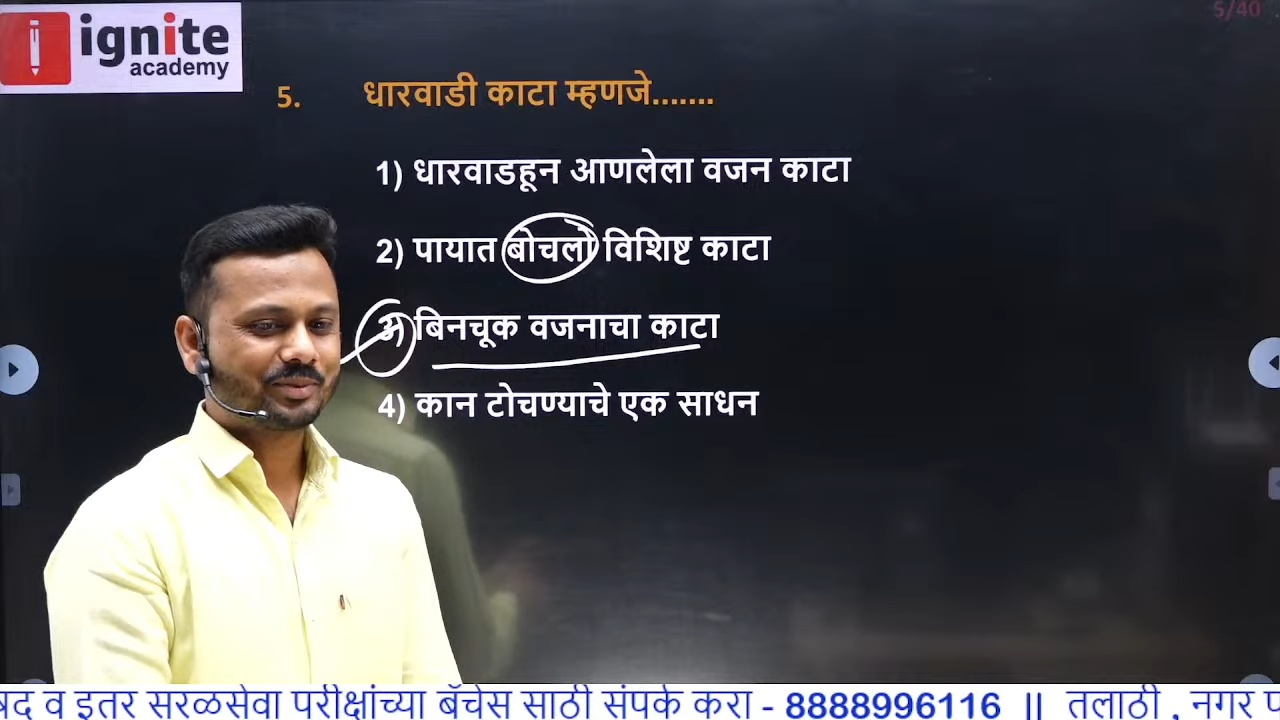 ignite
academy
5/40
5. धारवाडी काटा म्हणजे.......
1) धारवाडहून आणलेला वजन काटा
2) पायात बोचलो विशिष्ट काटा
3) बिनचूक वजनाचा काटा
4) कान टोचण्याचे एक साधन
व इतर सरळसेवा परीक्षांच्या बॅचेस साठी संपर्क करा - 8888996116 || तलाठी , नगर